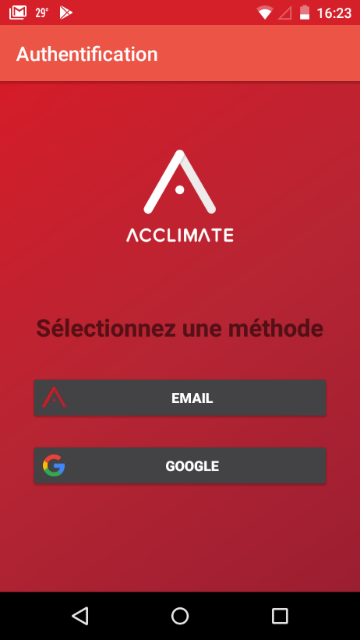 29° 16:23
Authentification
ACCLIMATE
Sélectionnez une méthode
EMAIL
GOOGLE